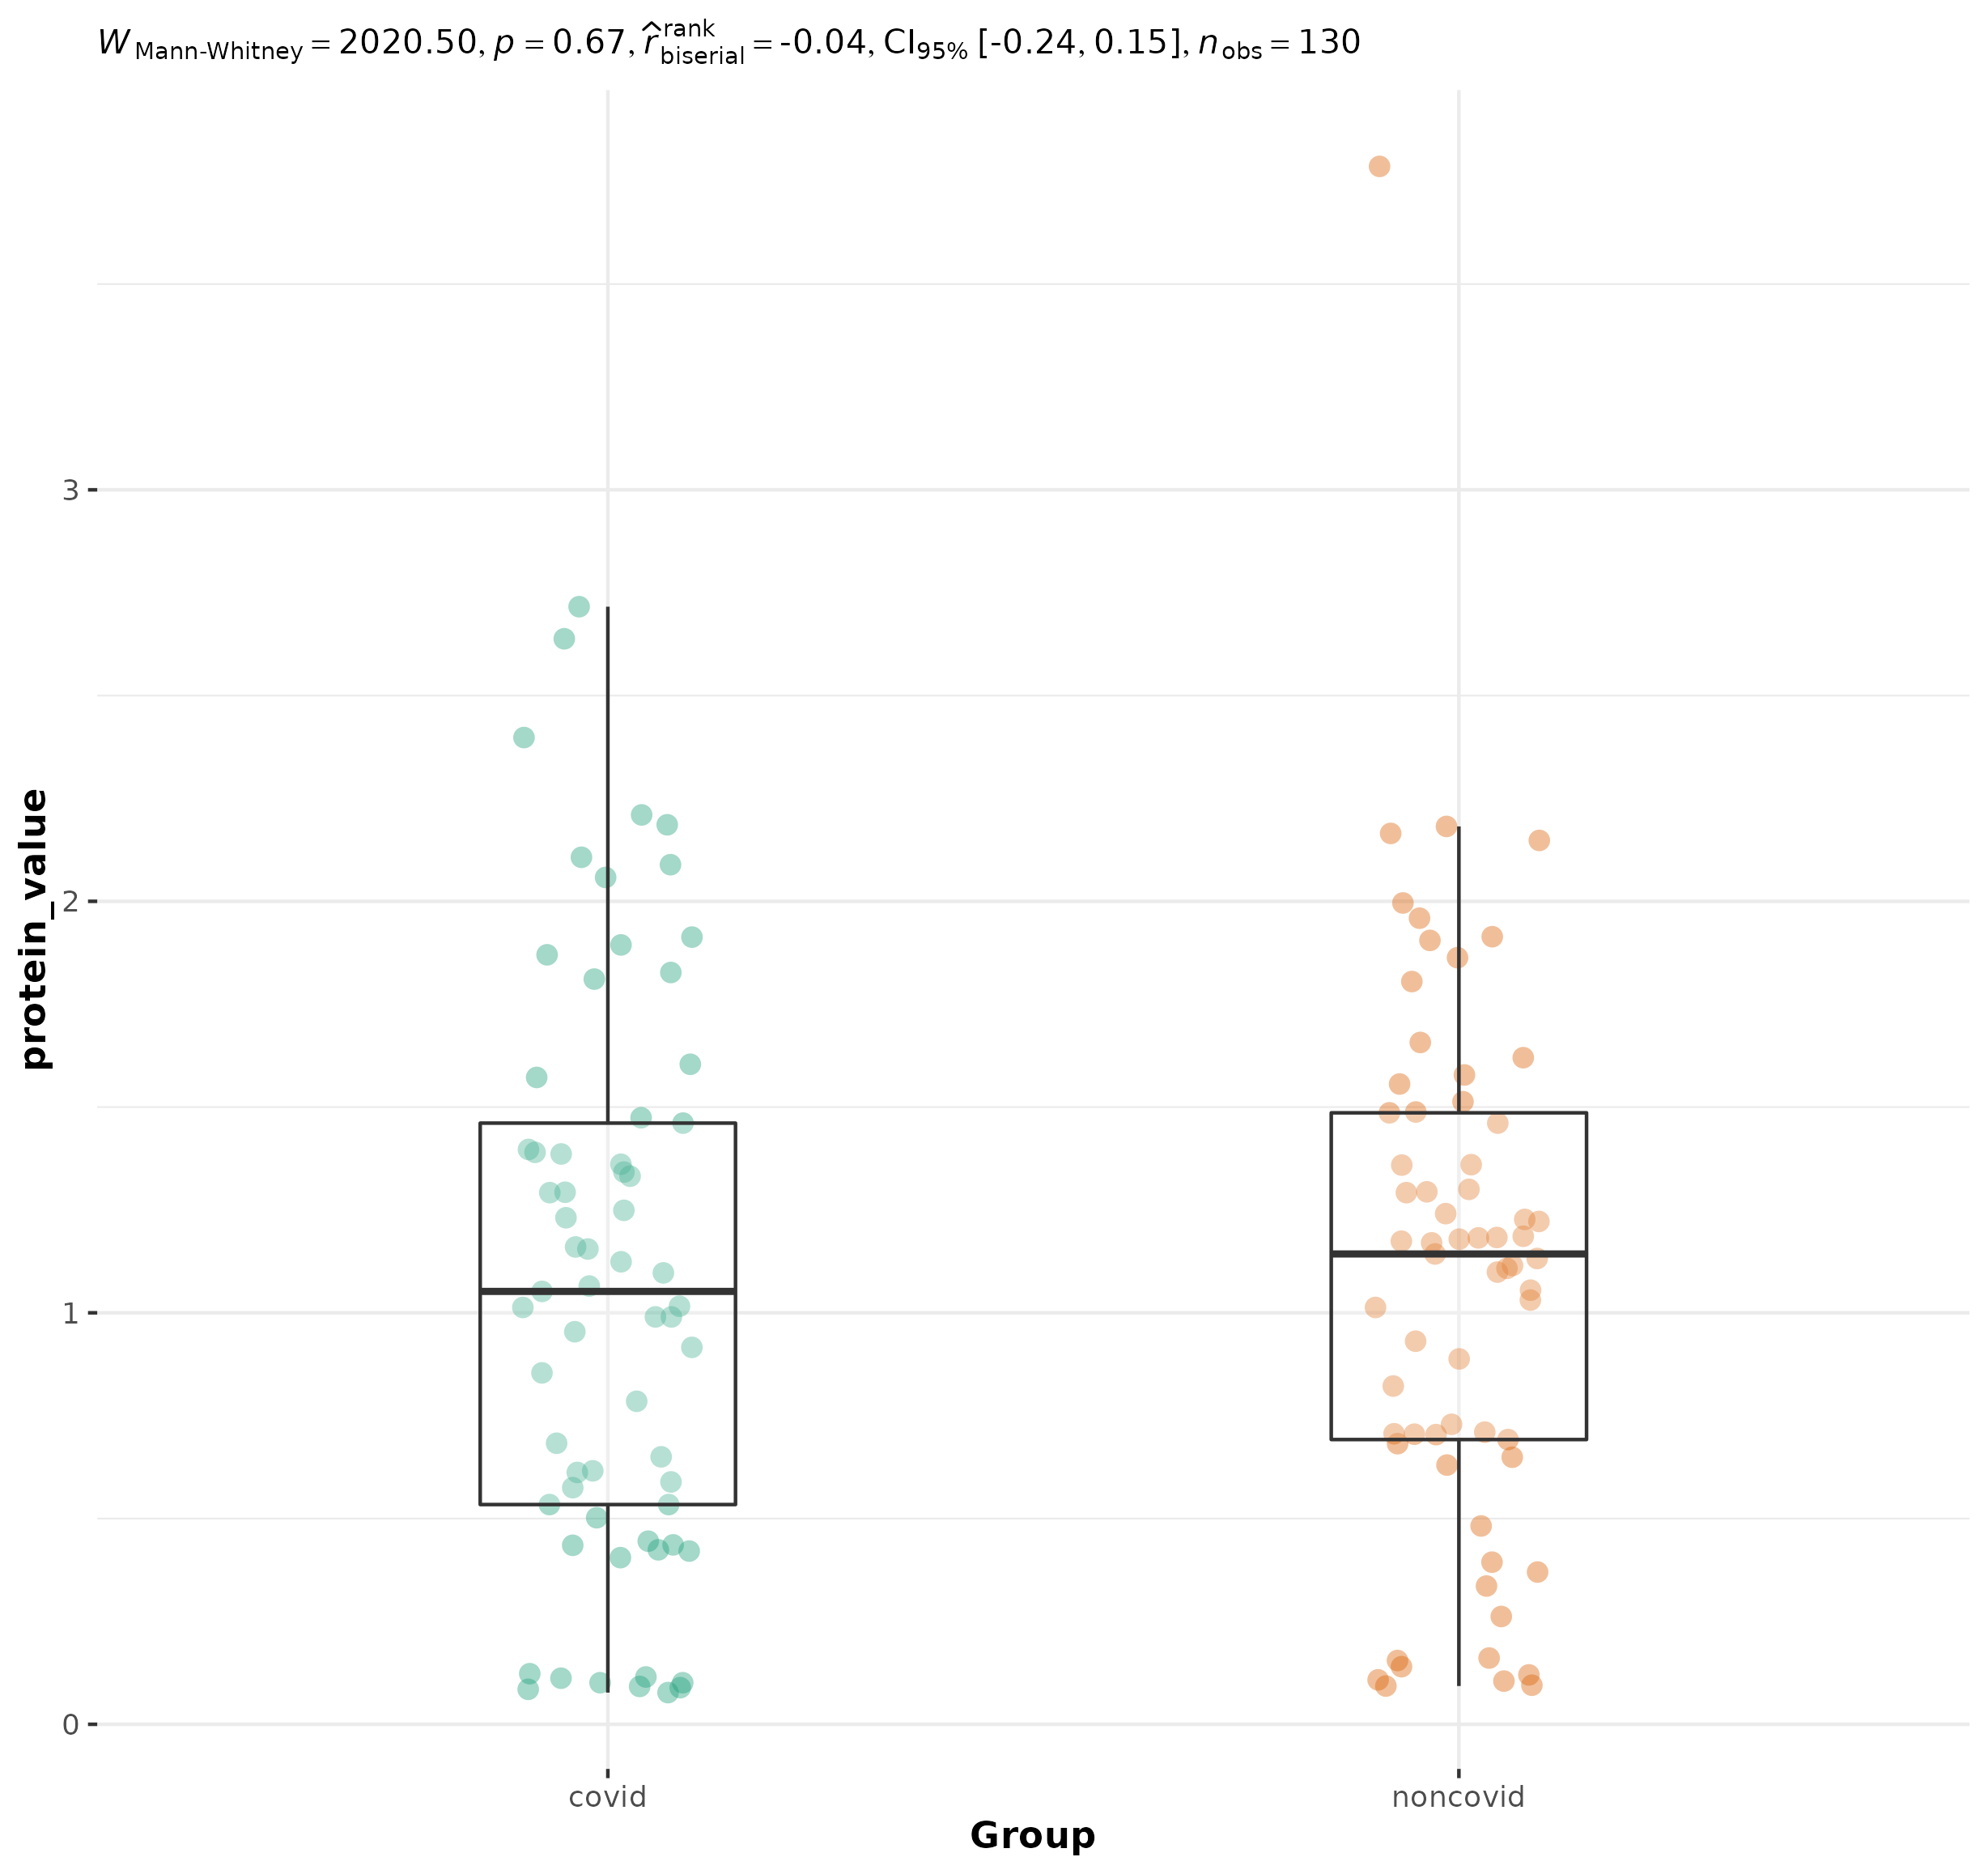 W Mann-Whitney = 2020.50, p = 0.67, r̂ rank biserial = -0.04, CI95% [-0.24, 0.15], nobs = 130
protein_value
3
2
1
0
covid noncovid
Group